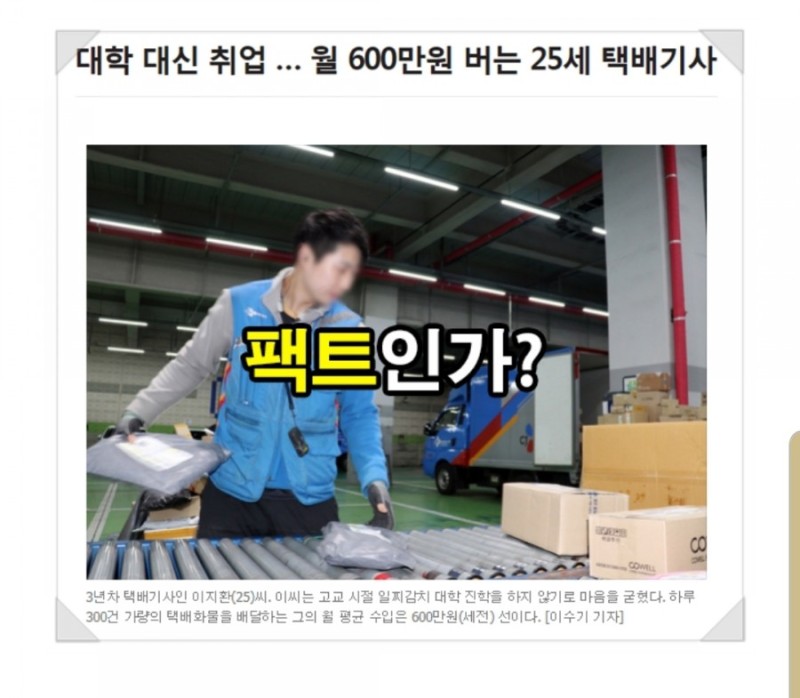 대학 대신 취업 ... 월 600만원 버는 25세 택배기사
팩트인가?
COWELL
3년차 택배기사인 이지환(25)씨. 이씨는 고교 시절 일찌감치 대학 진학을 하지 않기로 마음을 굳혔다. 하루
300건 가량의 택배화물을 배달하는 그의 월 평균 수입은 600만원(세전) 선이다. [이수기 기자]